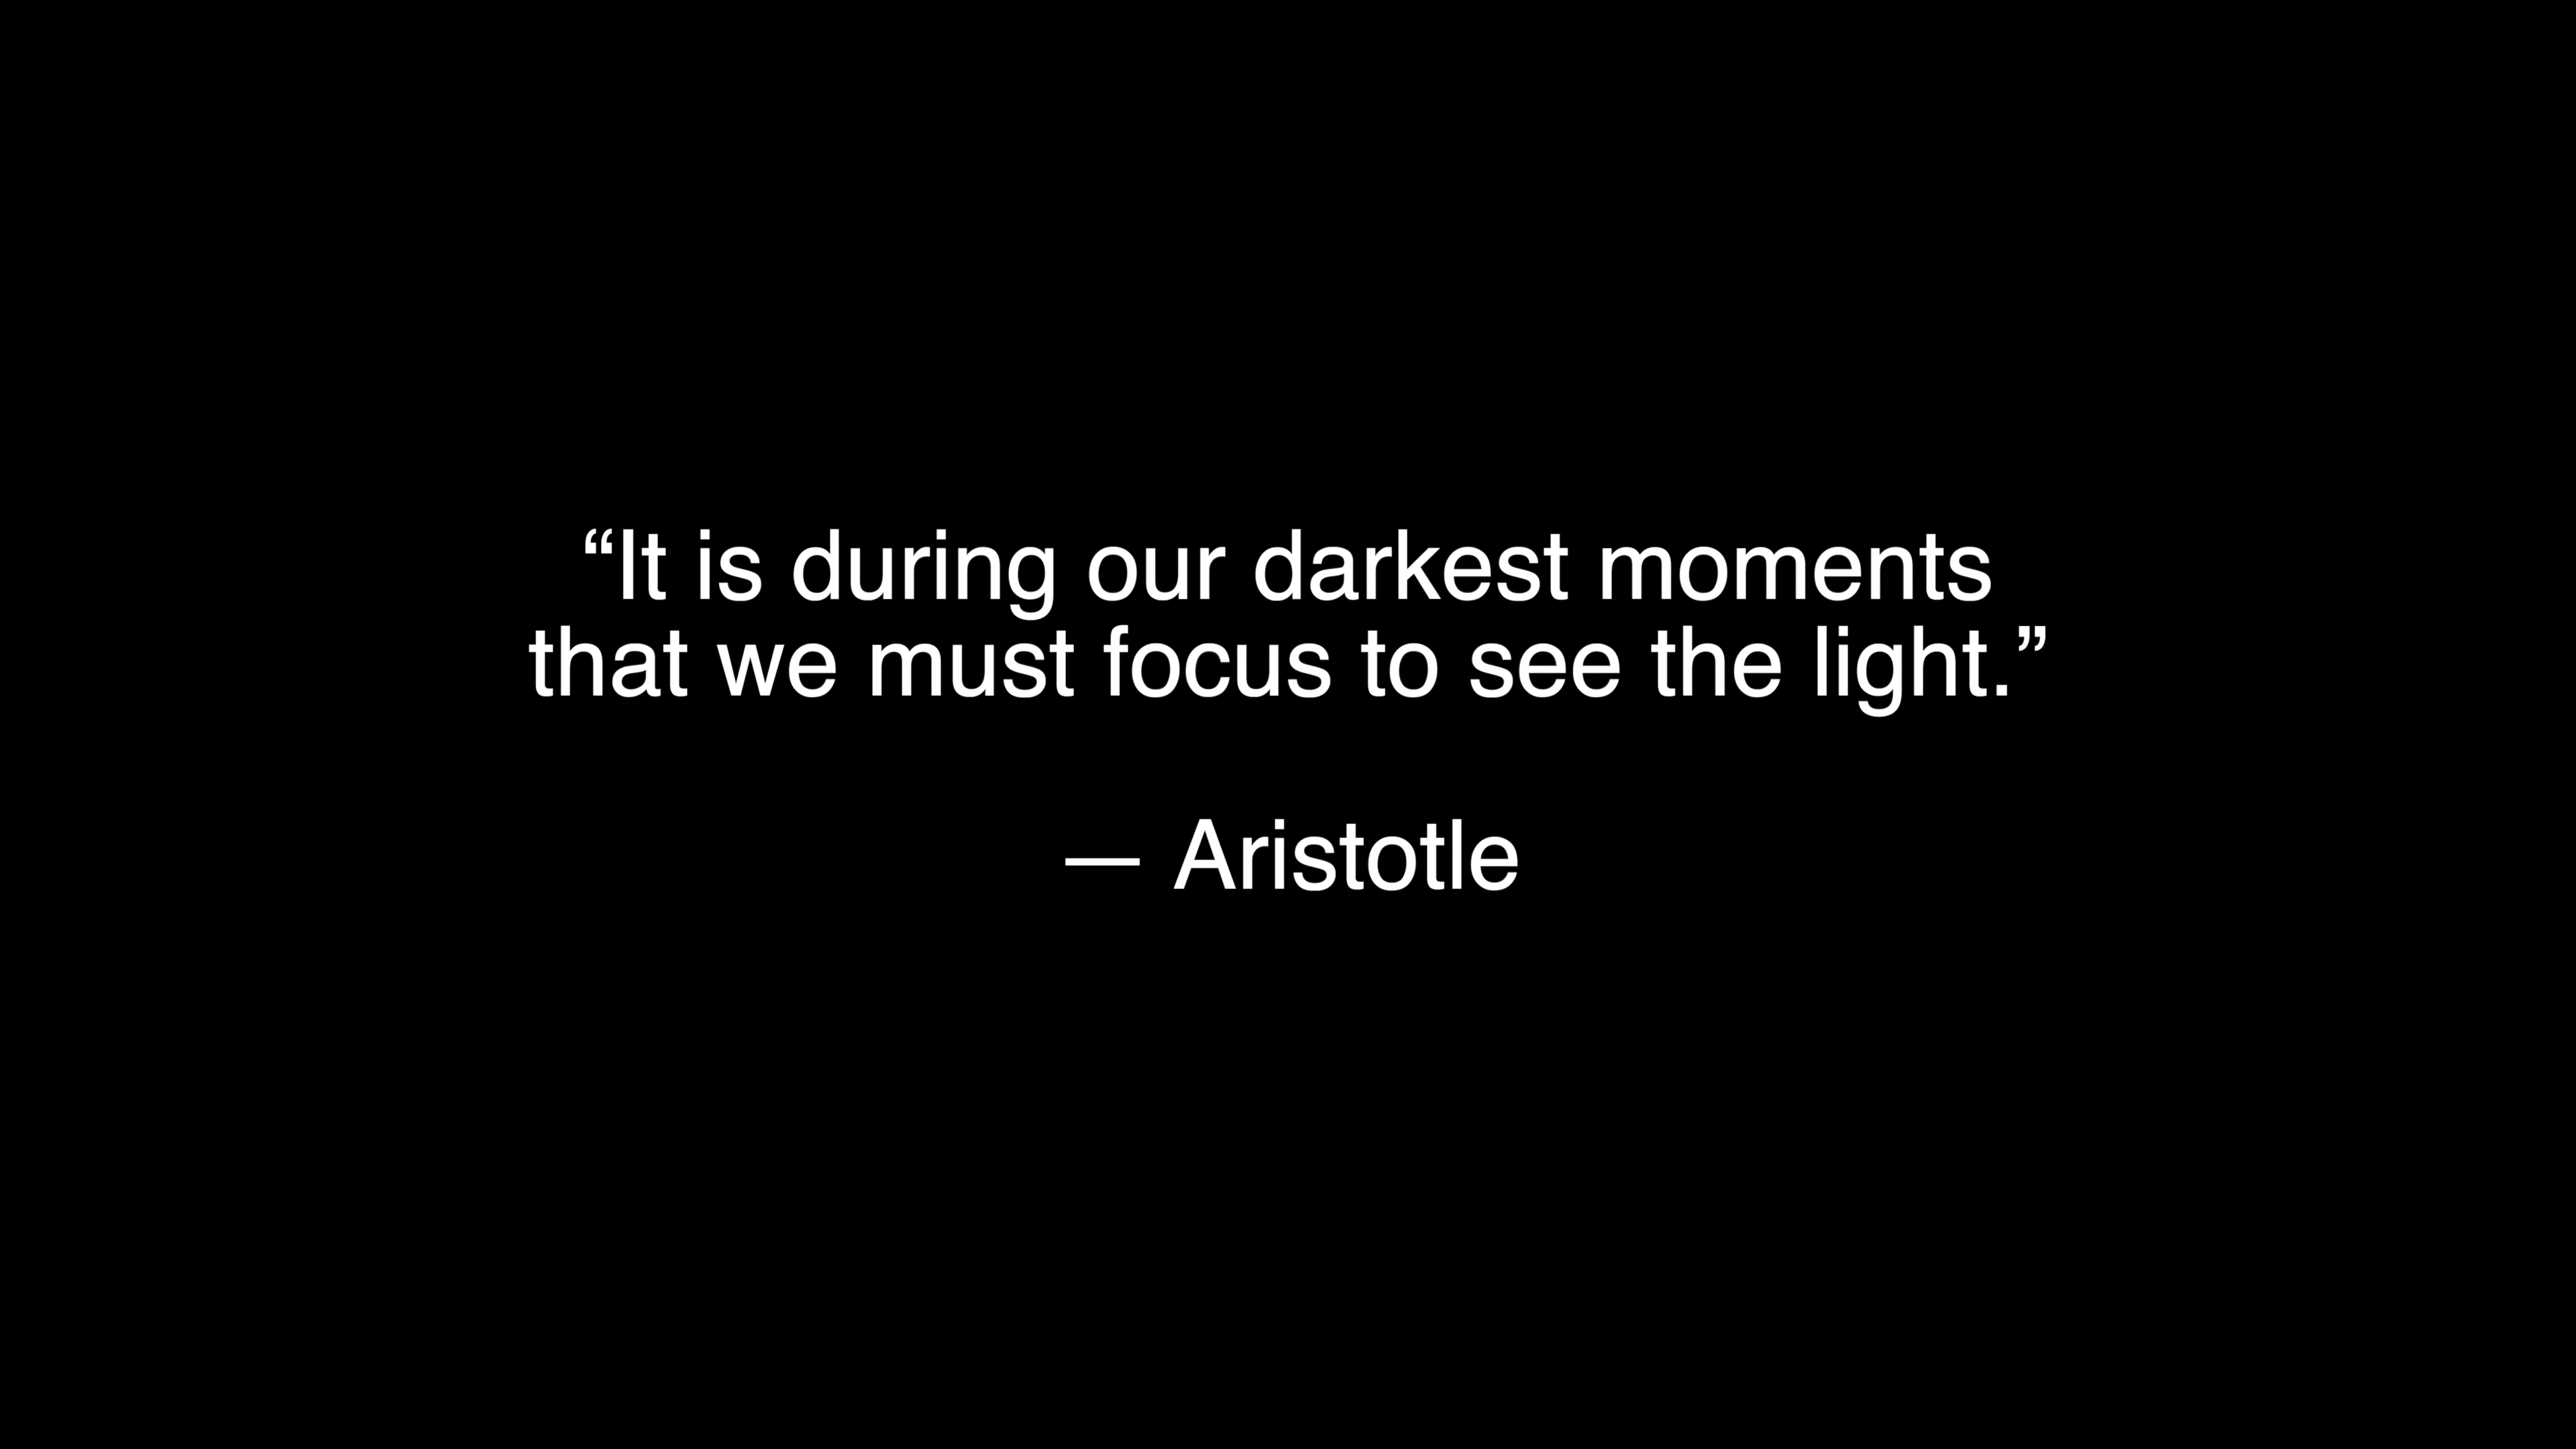 “It is during our darkest moments
that we must focus to see the light.”
— Aristotle